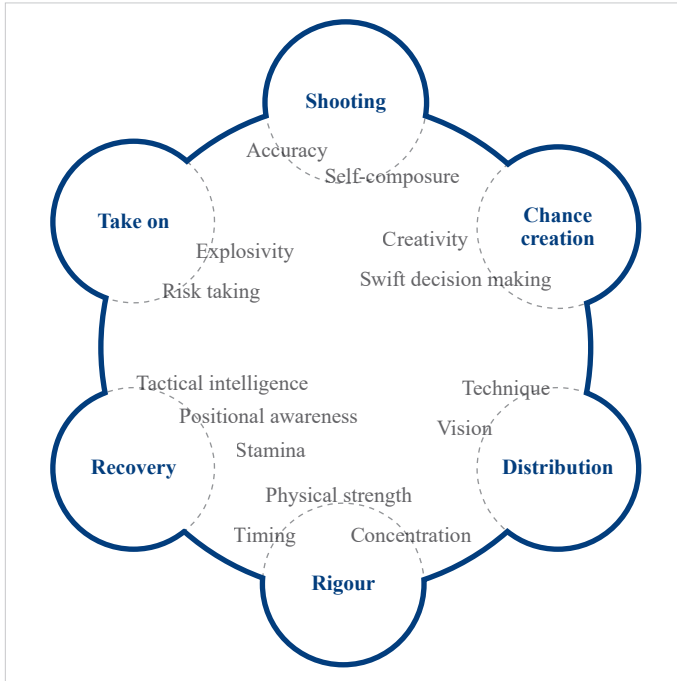 Shooting
Accuracy
Self-composure
Take on
Explosivity
Risk taking
Chance
creation
Creativity
Swift decision making
Tactical intelligence
Positional awareness
Stamina
Recovery
Technique
Vision
Distribution
Physical strength
Timing
Concentration
Rigour